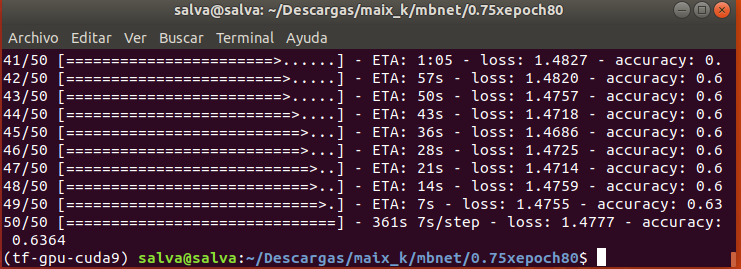 salva@salva: ~/Descargas/maix_k/mbnet/0.75xepoch80
Archivo Editar Ver Buscar Terminal Ayuda
41/50 [=======================>......] - ETA: 1:05 - loss: 1.4827 - accuracy: 0.
42/50 [========================>.....] - ETA: 57s - loss: 1.4820 - accuracy: 0.6
43/50 [========================>.....] - ETA: 50s - loss: 1.4757 - accuracy: 0.6
44/50 [=========================>....] - ETA: 43s - loss: 1.4718 - accuracy: 0.6
45/50 [==========================>...] - ETA: 36s - loss: 1.4686 - accuracy: 0.6
46/50 [==========================>...] - ETA: 28s - loss: 1.4725 - accuracy: 0.6
47/50 [===========================>..] - ETA: 21s - loss: 1.4714 - accuracy: 0.6
48/50 [===========================>..] - ETA: 14s - loss: 1.4759 - accuracy: 0.6
49/50 [============================>.] - ETA: 7s - loss: 1.4755 - accuracy: 0.63
50/50 [==============================] - 361s 7s/step - loss: 1.4777 - accuracy:
0.6364
(tf-gpu-cuda9) salva@salva:~/Descargas/maix_k/mbnet/0.75xepoch80$